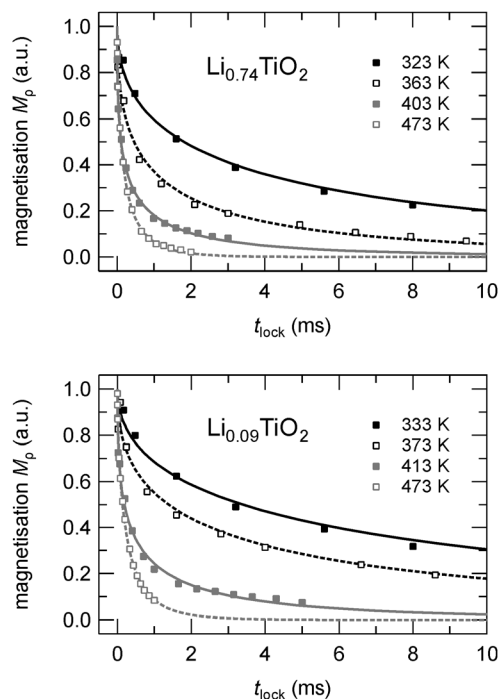 1.0
0.8
0.6
0.4
0.2
0.0
magnetisation Mρ (a.u.)
Li0.74TiO2
323 K
363 K
403 K
473 K
0 2 4 6 8 10
tlock (ms)
1.0
0.8
0.6
0.4
0.2
0.0
magnetisation Mρ (a.u.)
Li0.09TiO2
333 K
373 K
413 K
473 K
0 2 4 6 8 10
tlock (ms)